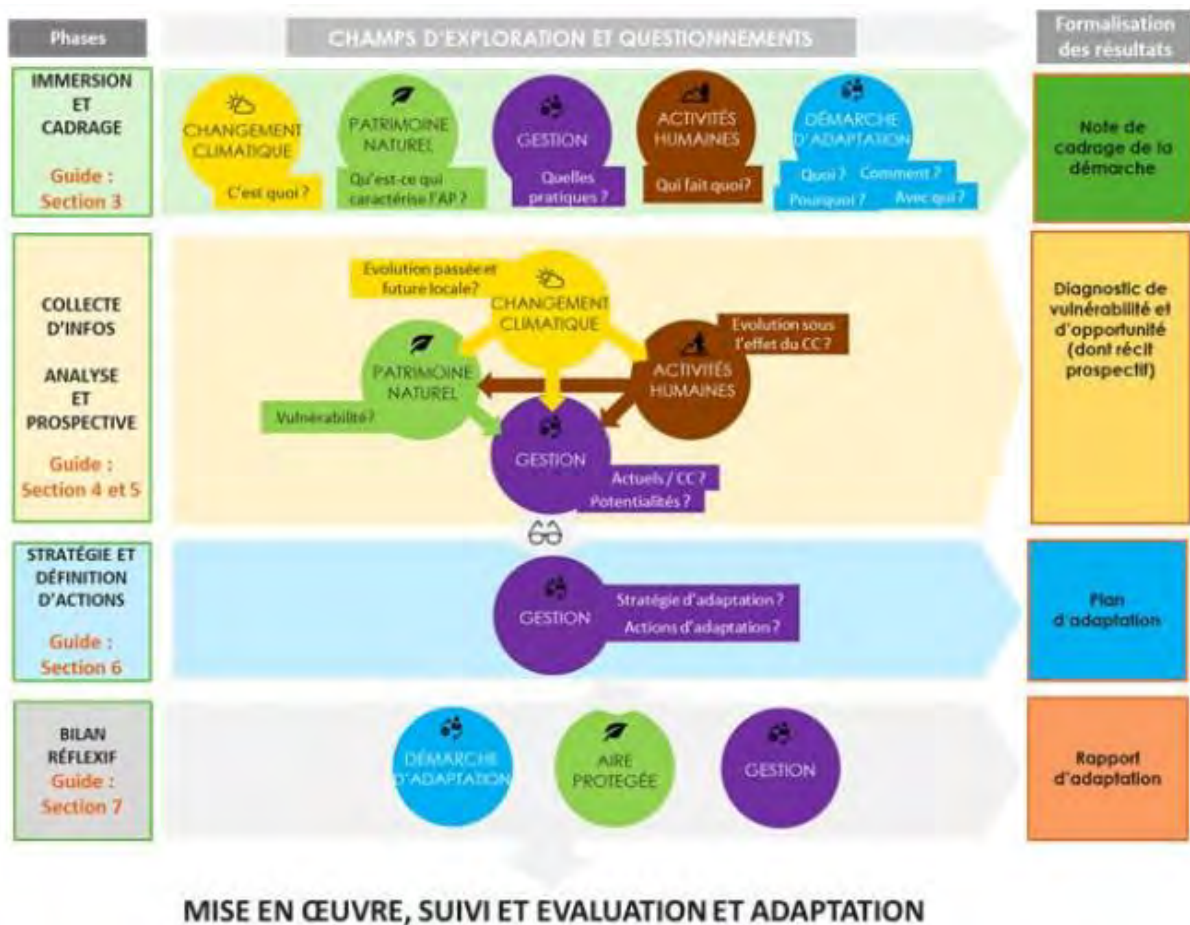 Phases
CHAMPS D'EXPLORATION ET QUESTIONNEMENTS
Formalisation
des résultats
IMMERSION
ET
CADRAGE
Guide :
Section 3
CHANGEMENT
CLIMATIQUE
C'est quoi ?
PATRIMOINE
NATUREL
Qu'est-ce qui
caractérise l'AP ?
GESTION
Quelles
pratiques ?
ACTIVITÉS
HUMAINES
Qui fait quoi?
DÉMARCHE
D'ADAPTATION
Quoi ? Comment ?
Pourquoi ? Avec qui ?
Note de
cadrage de la
démarche
COLLECTE
D'INFOS
ANALYSE
ET
PROSPECTIVE
Guide :
Section 4 et 5
Evolution passée et
future locale?
CHANGEMENT
CLIMATIQUE
Evolution sous
l'effet du CC ?
PATRIMOINE
NATUREL
ACTIVITÉS
HUMAINES
Vulnérabilité?
GESTION
Actuels / CC ?
Potentialités ?
Diagnostic de
vulnérabilité et
d'opportunité
(dont récit
prospectif)
STRATÉGIE ET
DÉFINITION
D'ACTIONS
Guide :
Section 6
GESTION
Stratégie d'adaptation ?
Actions d'adaptation ?
Plan
d'adaptation
BILAN
RÉFLEXIF
Guide :
Section 7
DÉMARCHE
D'ADAPTATION
AIRE
PROTEGÉE
GESTION
Rapport
d'adaptation
MISE EN ŒUVRE, SUIVI ET EVALUATION ET ADAPTATION